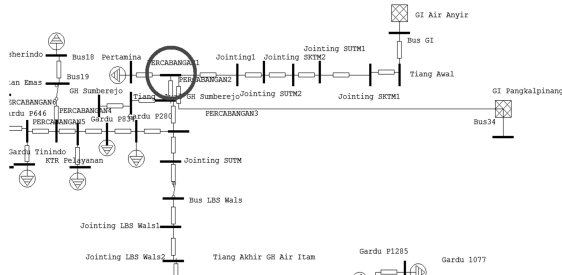 GI Air Anyir
Bus GI
Jointing SUTM1
Jointing1 Jointing SKTM2
Pertamina PERCABANGAN1
sherindo Bus18
Tiang Awal
PERCABANGAN2
Bus19
tan Emas
GH Sumberejo
Tiang GH Sumberejo
Jointing SUTM2
Jointing SKTM1
GI Pangkalpinang
PERCABANGAN4
PERCABANGAN3
Bus34
rdu P646
PERCABANGAN5 Gardu P834 Gardu P280
Gardu Tinindo
KTR Pelayanan
Jointing SUTM
Bus LBS Wals
Jointing LBS Wals1
Jointing LBS Wals2
Tiang Akhir GH Air Itam
Gardu P1285
Gardu 1077